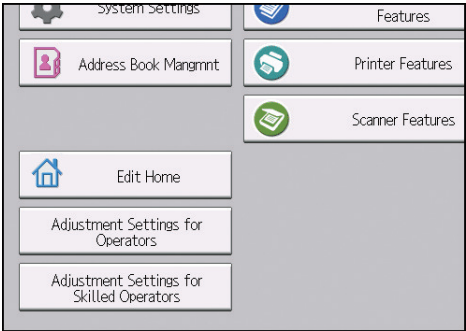 System Settings
Features
Address Book Mangmnt
Printer Features
Scanner Features
Edit Home
Adjustment Settings for
Operators
Adjustment Settings for
Skilled Operators